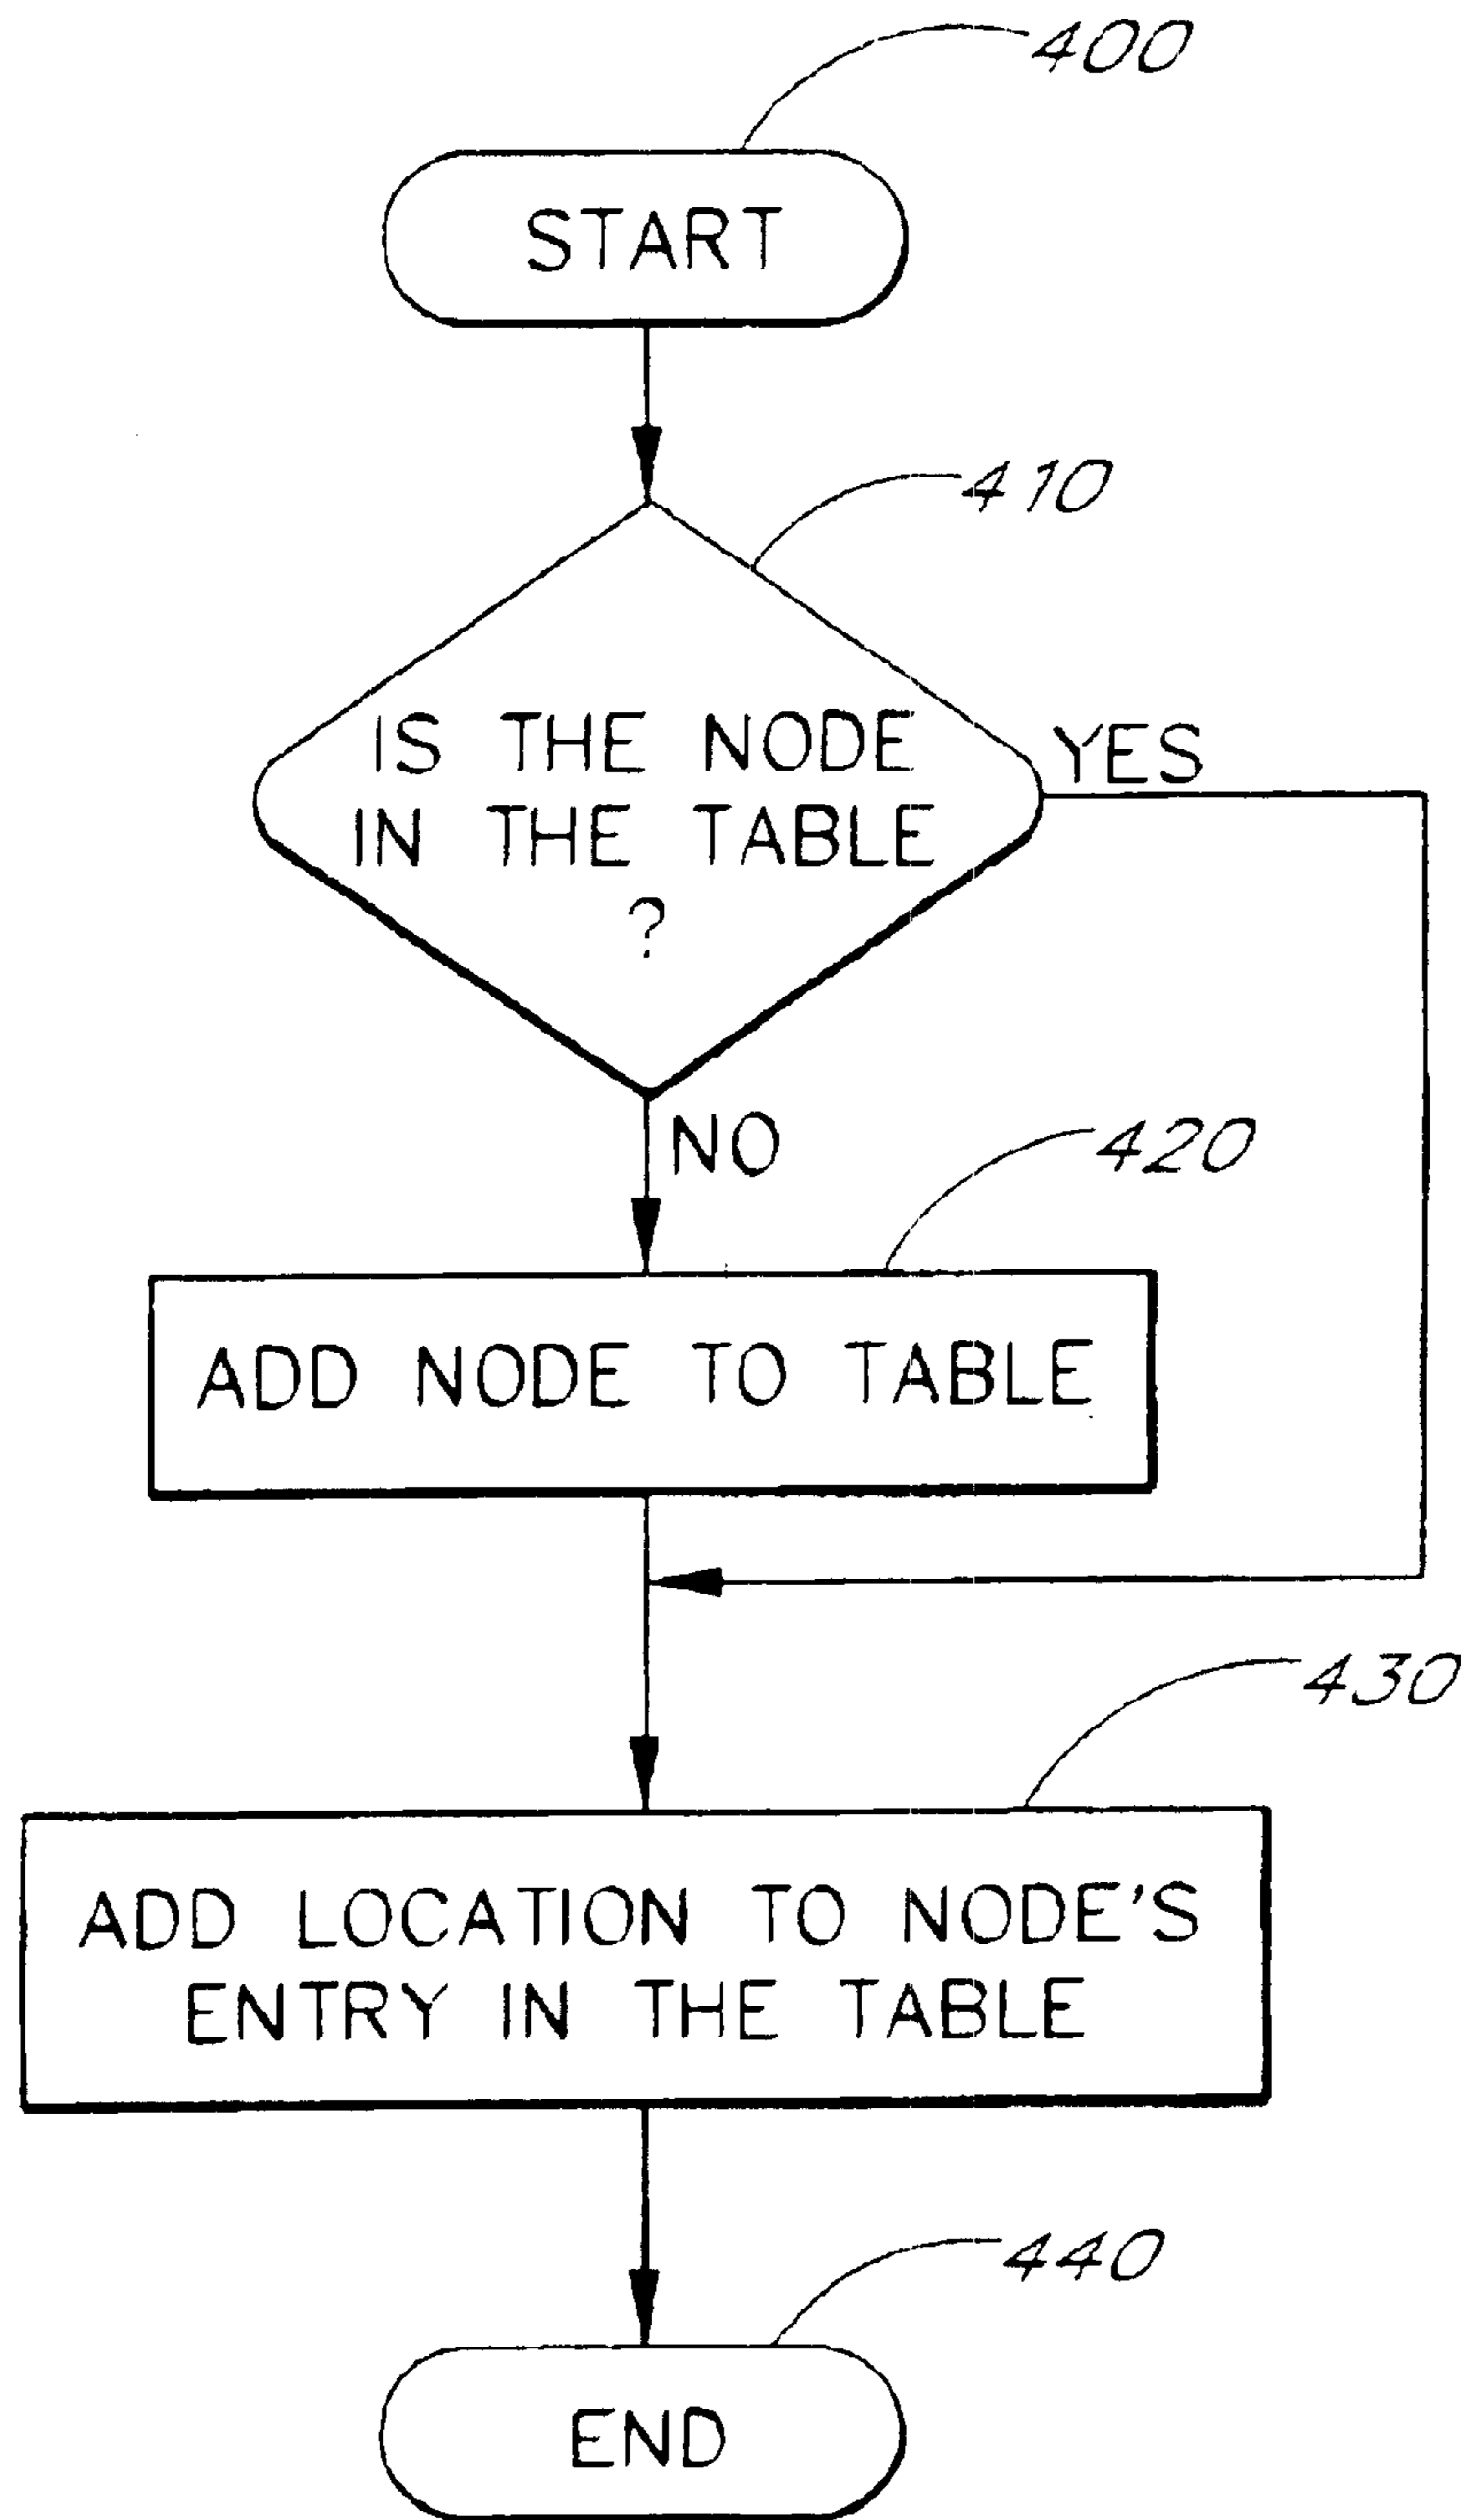 400
START
410
IS THE NODE
IN THE TABLE
?
YES
NO
420
ADD NODE TO TABLE
430
ADD LOCATION TO NODE'S
ENTRY IN THE TABLE
440
END